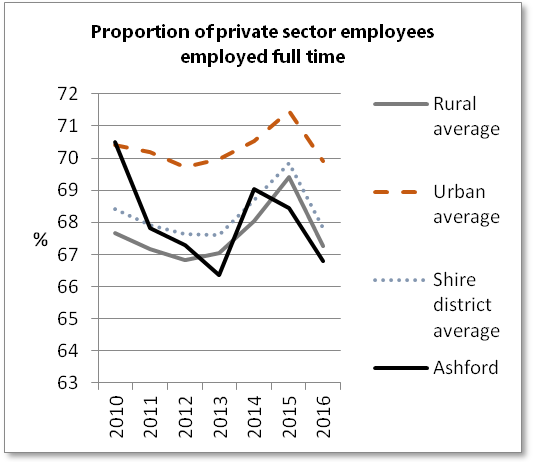 Proportion of private sector employees
employed full time
72
71
70
69
68
67
66
65
64
63
%
2010
2011
2012
2013
2014
2015
2016
Rural
average
Urban
average
Shire
district
average
Ashford